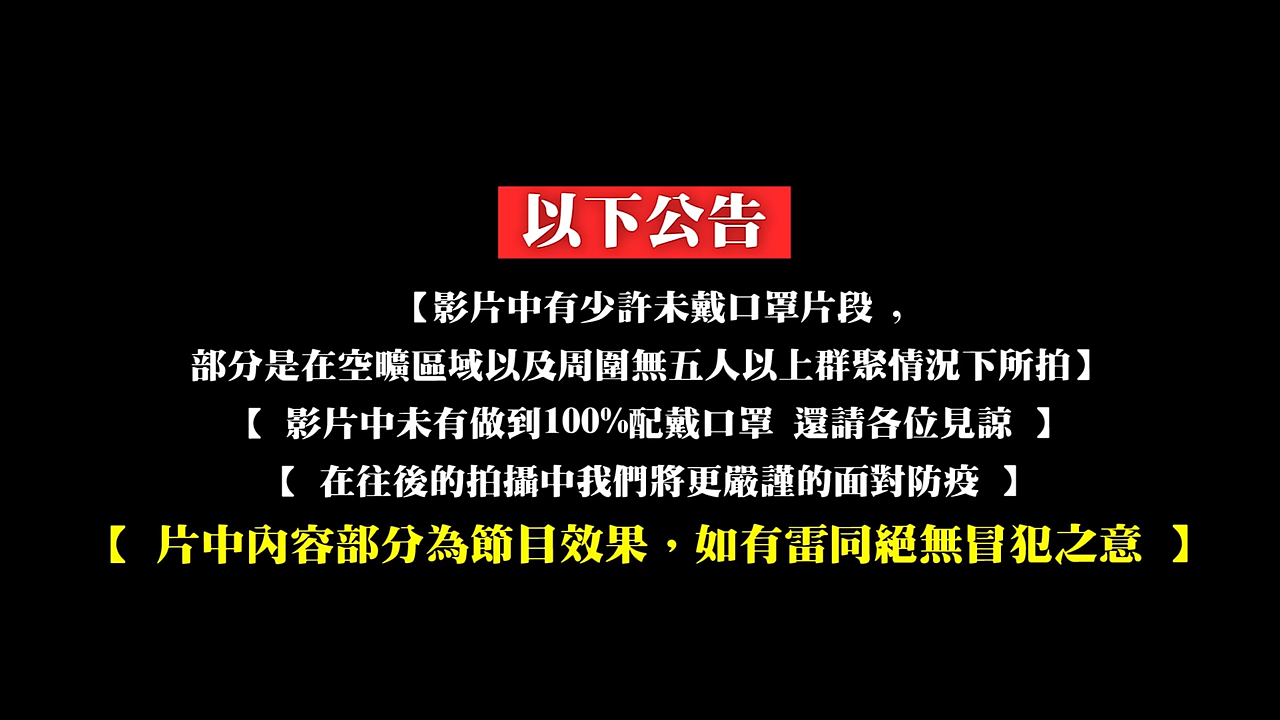 以下公告
【影片中有少許未戴口罩片段 ,
部分是在空曠區域以及周圍無五人以上群聚情況下所拍】
【 影片中未有做到100%配戴口罩 還請各位見諒 】
【 在往後的拍攝中我們將更嚴謹的面對防疫 】
【 片中內容部分為節目效果,如有雷同絕無冒犯之意 】